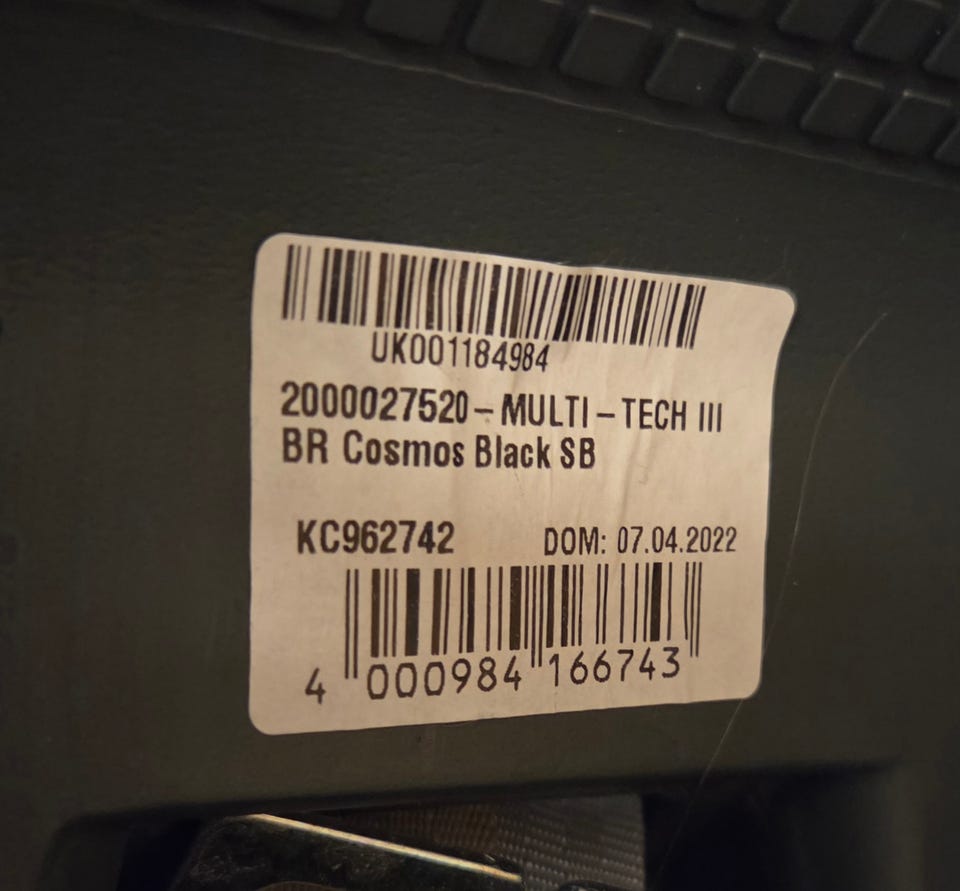 UK001184984
2000027520-MULTI-TECH III
BR Cosmos Black SB
KC962742 DOM: 07.04.2022
4 000984 166743